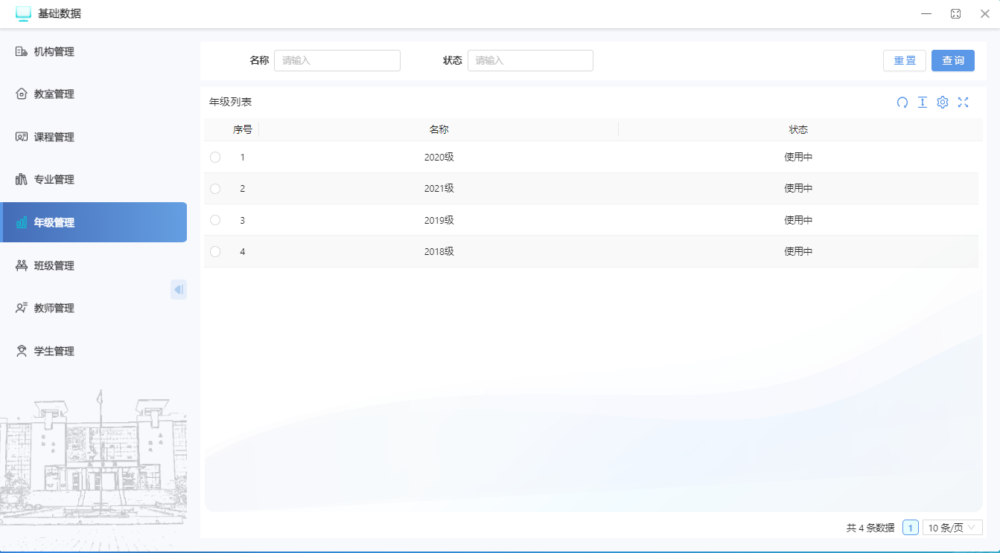 基础数据
机构管理
教室管理
课程管理
专业管理
年级管理
班级管理
教师管理
学生管理
名称 请输入 状态 请输入 重置 查询
年级列表
序号 名称 状态
1 2020级 使用中
2 2021级 使用中
3 2019级 使用中
4 2018级 使用中
共 4 条数据 1 10 条/页